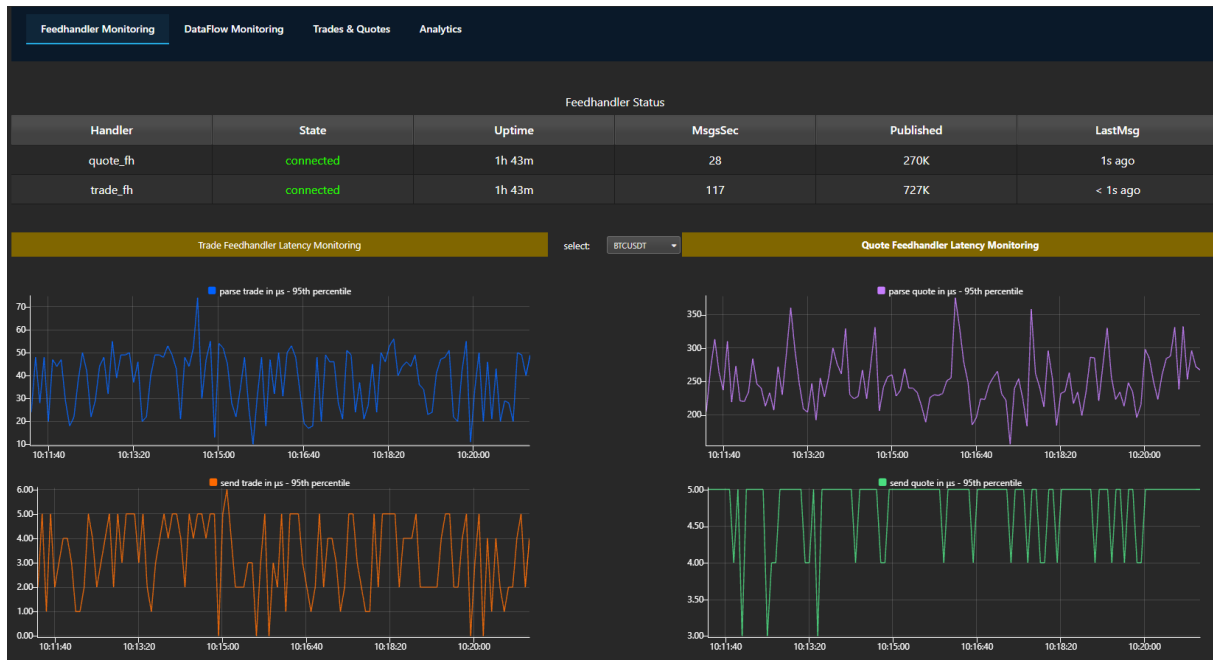 Feedhandler Monitoring DataFlow Monitoring Trades & Quotes Analytics
Feedhandler Status
Handler State Uptime MsgsSec Published LastMsg
quote_fh connected 1h 43m 28 270K 1s ago
trade_fh connected 1h 43m 117 727K < 1s ago
Trade Feedhandler Latency Monitoring
select: BTCUSDT
Quote Feedhandler Latency Monitoring
parse trade in µs - 95th percentile
70
60
50
40
30
20
10
10:11:40 10:13:20 10:15:00 10:16:40 10:18:20 10:20:00
parse quote in µs - 95th percentile
350
300
250
200
10:11:40 10:13:20 10:15:00 10:16:40 10:18:20 10:20:00
send trade in µs - 95th percentile
6.00
5.00
4.00
3.00
2.00
1.00
0.00
10:11:40 10:13:20 10:15:00 10:16:40 10:18:20 10:20:00
send quote in µs - 95th percentile
5.00
4.50
4.00
3.50
3.00
10:11:40 10:13:20 10:15:00 10:16:40 10:18:20 10:20:00